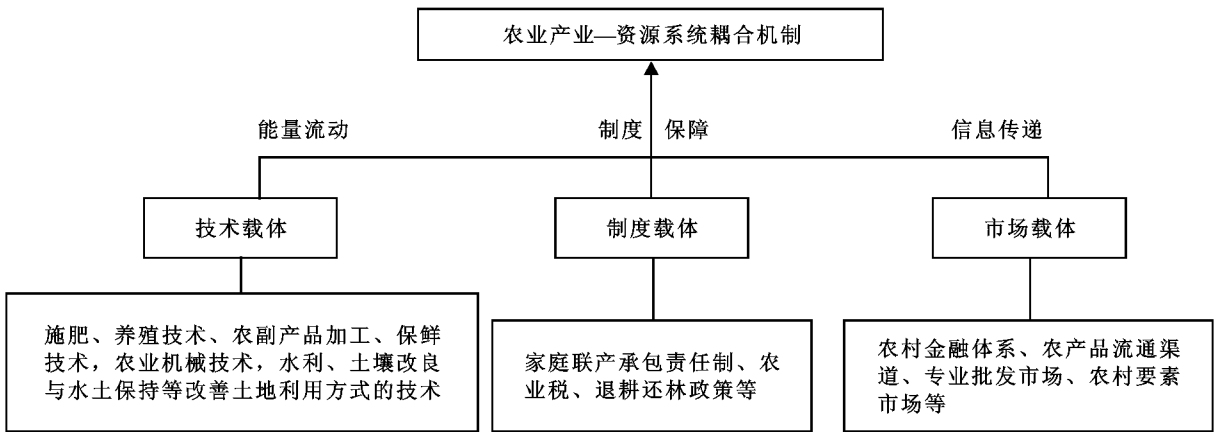 农业产业—资源系统耦合机制
能量流动
制度 保障
信息传递
技术载体
制度载体
市场载体
施肥、养殖技术、农副产品加工、保鲜
技术，农业机械技术，水利、土壤改良
与水土保持等改善土地利用方式的技术
家庭联产承包责任制、农
业税、退耕还林政策等
农村金融体系、农产品流通渠
道、专业批发市场、农村要素
市场等